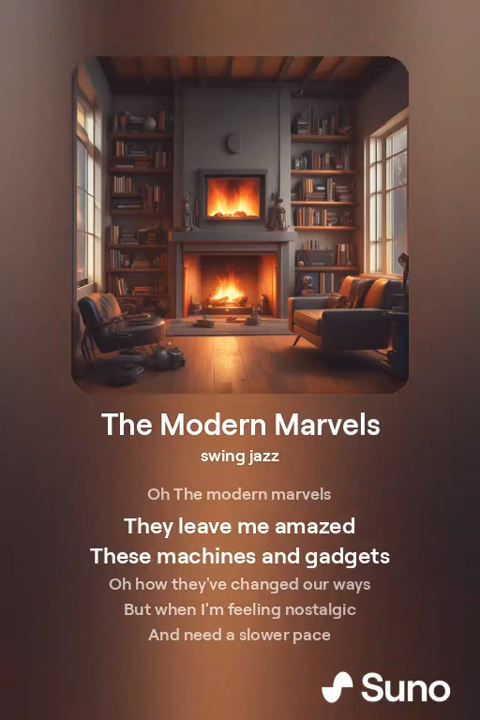 The Modern Marvels
swing jazz
Oh The modern marvels
They leave me amazed
These machines and gadgets
Oh how they've changed our ways
But when I'm feeling nostalgic
And need a slower pace
Suno